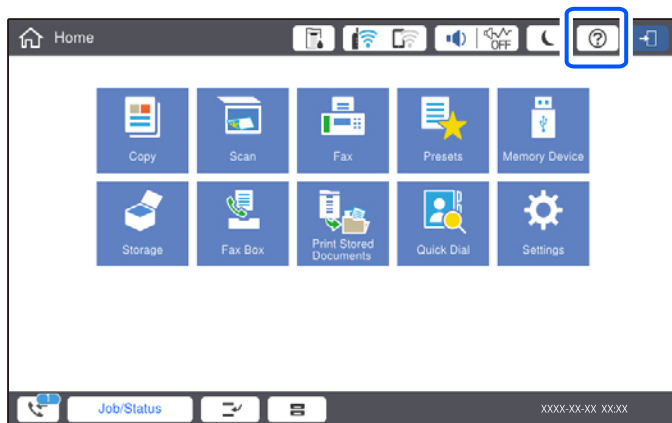 Home
OFF
?
Copy
Scan
Fax
Presets
Memory Device
Storage
Fax Box
Print Stored
Documents
Quick Dial
Settings
1
Job/Status
XXXX-XX-XX XX:XX